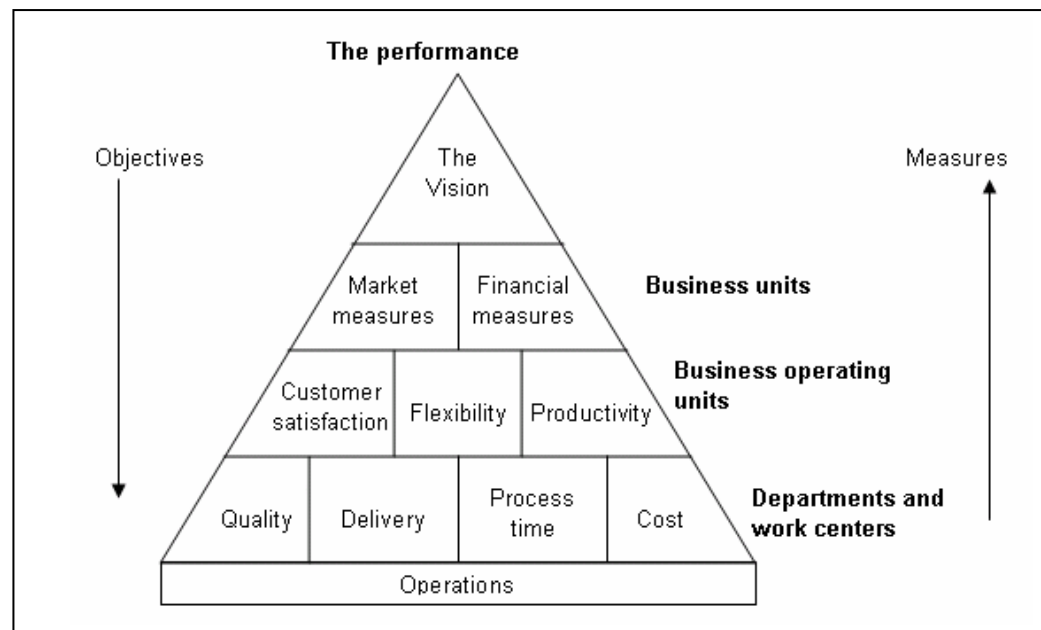 The performance
Objectives
Measures
The
Vision
Market
measures
Financial
measures
Business units
Customer
satisfaction
Flexibility
Productivity
Business operating
units
Quality
Delivery
Process
time
Cost
Departments and
work centers
Operations